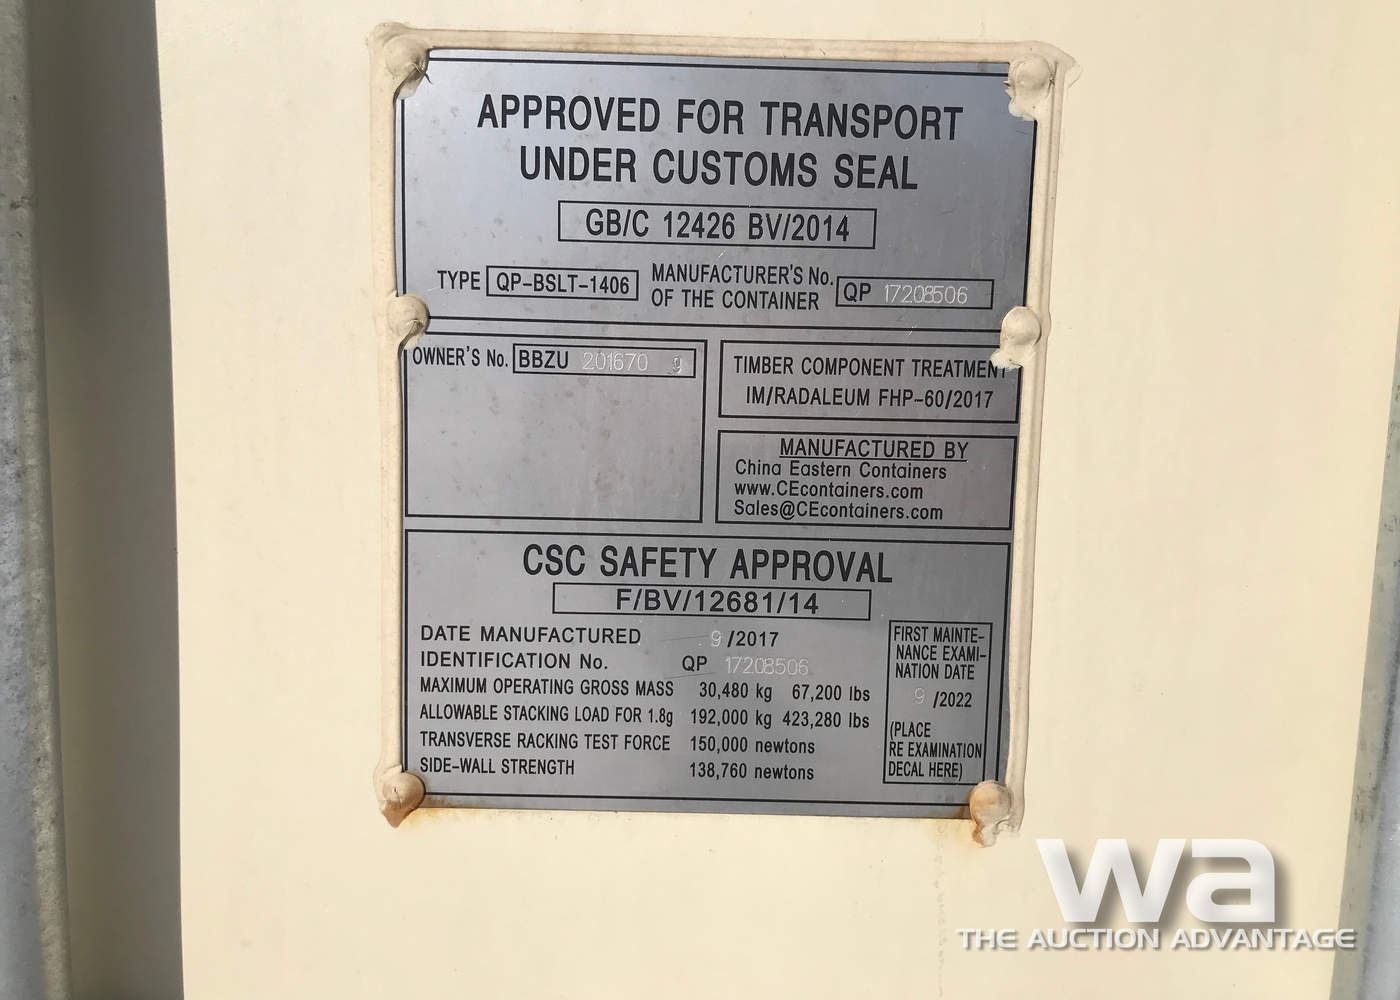 APPROVED FOR TRANSPORT
UNDER CUSTOMS SEAL
GB/C 12426 BV/2014
TYPE QP-BSLT-1406
MANUFACTURER'S No.
OF THE CONTAINER
QP 17208506
OWNER'S No. BBZU 201670 9
TIMBER COMPONENT TREATMENT
IM/RADALEUM FHP-60/2017
MANUFACTURED BY
China Eastern Containers
www.CEcontainers.com
Sales@CEcontainers.com
CSC SAFETY APPROVAL
F/BV/12681/14
DATE MANUFACTURED 9/2017
IDENTIFICATION No. QP 17208506
MAXIMUM OPERATING GROSS MASS 30,480 kg 67,200 lbs
ALLOWABLE STACKING LOAD FOR 1.8g 192,000 kg 423,280 lbs
TRANSVERSE RACKING TEST FORCE 150,000 newtons
SIDE-WALL STRENGTH 138,760 newtons
FIRST MAINTE-
NANCE EXAMI-
NATION DATE
9 /2022
(PLACE
RE EXAMINATION
DECAL HERE)
wa
THE AUCTION ADVANTAGE